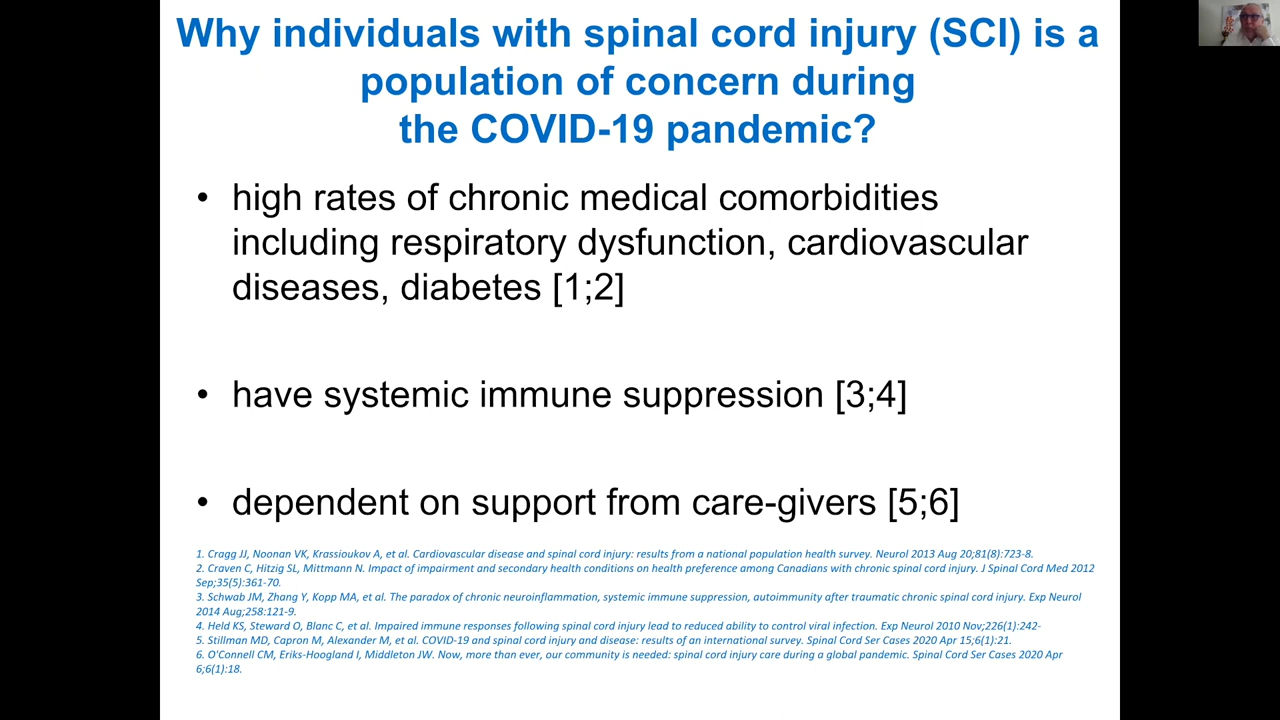 Why individuals with spinal cord injury (SCI) is a
population of concern during
the COVID-19 pandemic?
• high rates of chronic medical comorbidities
including respiratory dysfunction, cardiovascular
diseases, diabetes [1;2]
• have systemic immune suppression [3;4]
• dependent on support from care-givers [5;6]
1. Cragg JJ, Noonan VK, Krassioukov A, et al. Cardiovascular disease and spinal cord injury: results from a national population health survey. Neurol 2013 Aug 20;81(8):723-8.
2. Craven C, Hitzig SL, Mittmann N. Impact of impairment and secondary health conditions on health preference among Canadians with chronic spinal cord injury. J Spinal Cord Med 2012
Sep;35(5):361-70.
3. Schwab JM, Zhang Y, Kopp MA, et al. The paradox of chronic neuroinflammation, systemic immune suppression, autoimmunity after traumatic chronic spinal cord injury. Exp Neurol
2014 Aug;258:121-9.
4. Held KS, Steward O, Blanc C, et al. Impaired immune responses following spinal cord injury lead to reduced ability to control viral infection. Exp Neurol 2010 Nov;226(1):242-
5. Stillman MD, Capron M, Alexander M, et al. COVID-19 and spinal cord injury and disease: results of an international survey. Spinal Cord Ser Cases 2020 Apr 15;6(1):21.
6. O'Connell CM, Eriks-Hoogland I, Middleton JW. Now, more than ever, our community is needed: spinal cord injury care during a global pandemic. Spinal Cord Ser Cases 2020 Apr
6;6(1):18.